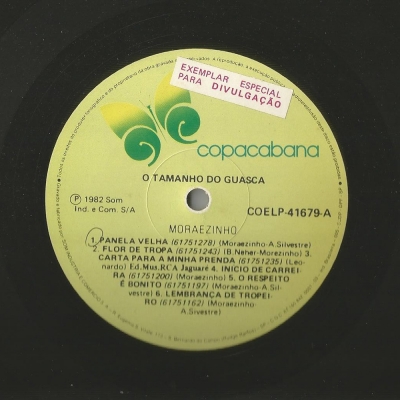 EXEMPLAR ESPECIAL
PARA DIVULGAÇÃO
copacabana
O TAMANHO DO GUASCA
℗ 1982 Som
Ind. e Com. S/A
COELP-41679-A
MORAEZINHO
1. PANELA VELHA (61751278) (Moraezinho-A.Silvestre)
2. FLOR DE TROPA (61751243) (B.Neher-Morezinho) 3.
CARTA PARA A MINHA PRENDA (61751235) (Leo-
nardo) Ed.Mus.RCA Jaguaré 4. INICIO DE CARREI-
RA (61751200) (Moraezinho) 5. O RESPEITO
É BONITO (61751197) (Moraezinho-A.Sil-
vestre) 6. LEMBRANÇA DE TROPEI-
RO (61751162) (Moraezinho-
A.Silvestre)